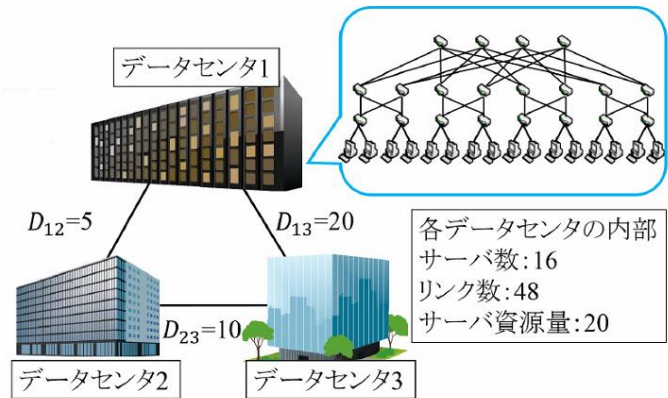 データセンタ1
D₁₂=5
D₁₃=20
D₂₃=10
データセンタ2
データセンタ3
各データセンタの内部
サーバ数:16
リンク数:48
サーバ資源量:20